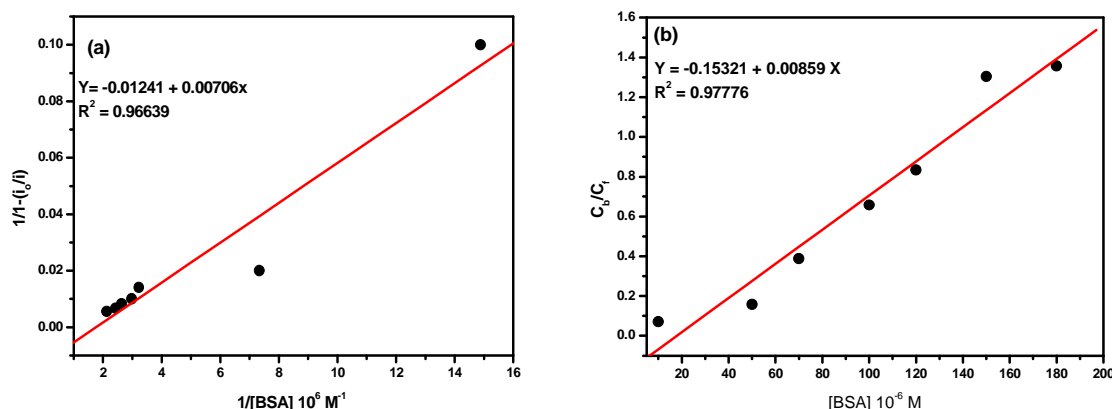 (a)
Y= -0.01241 + 0.00706x
R² = 0.96639
0.10
0.08
0.06
0.04
0.02
0.00
1/1-(iₒ/i)
2 4 6 8 10 12 14 16
1/[BSA] 10⁶ M⁻¹
(b)
Y = -0.15321 + 0.00859 X
R² = 0.97776
1.6
1.4
1.2
1.0
0.8
0.6
0.4
0.2
0.0
C_b/C_f
20 40 60 80 100 120 140 160 180 200
[BSA] 10⁻⁶ M